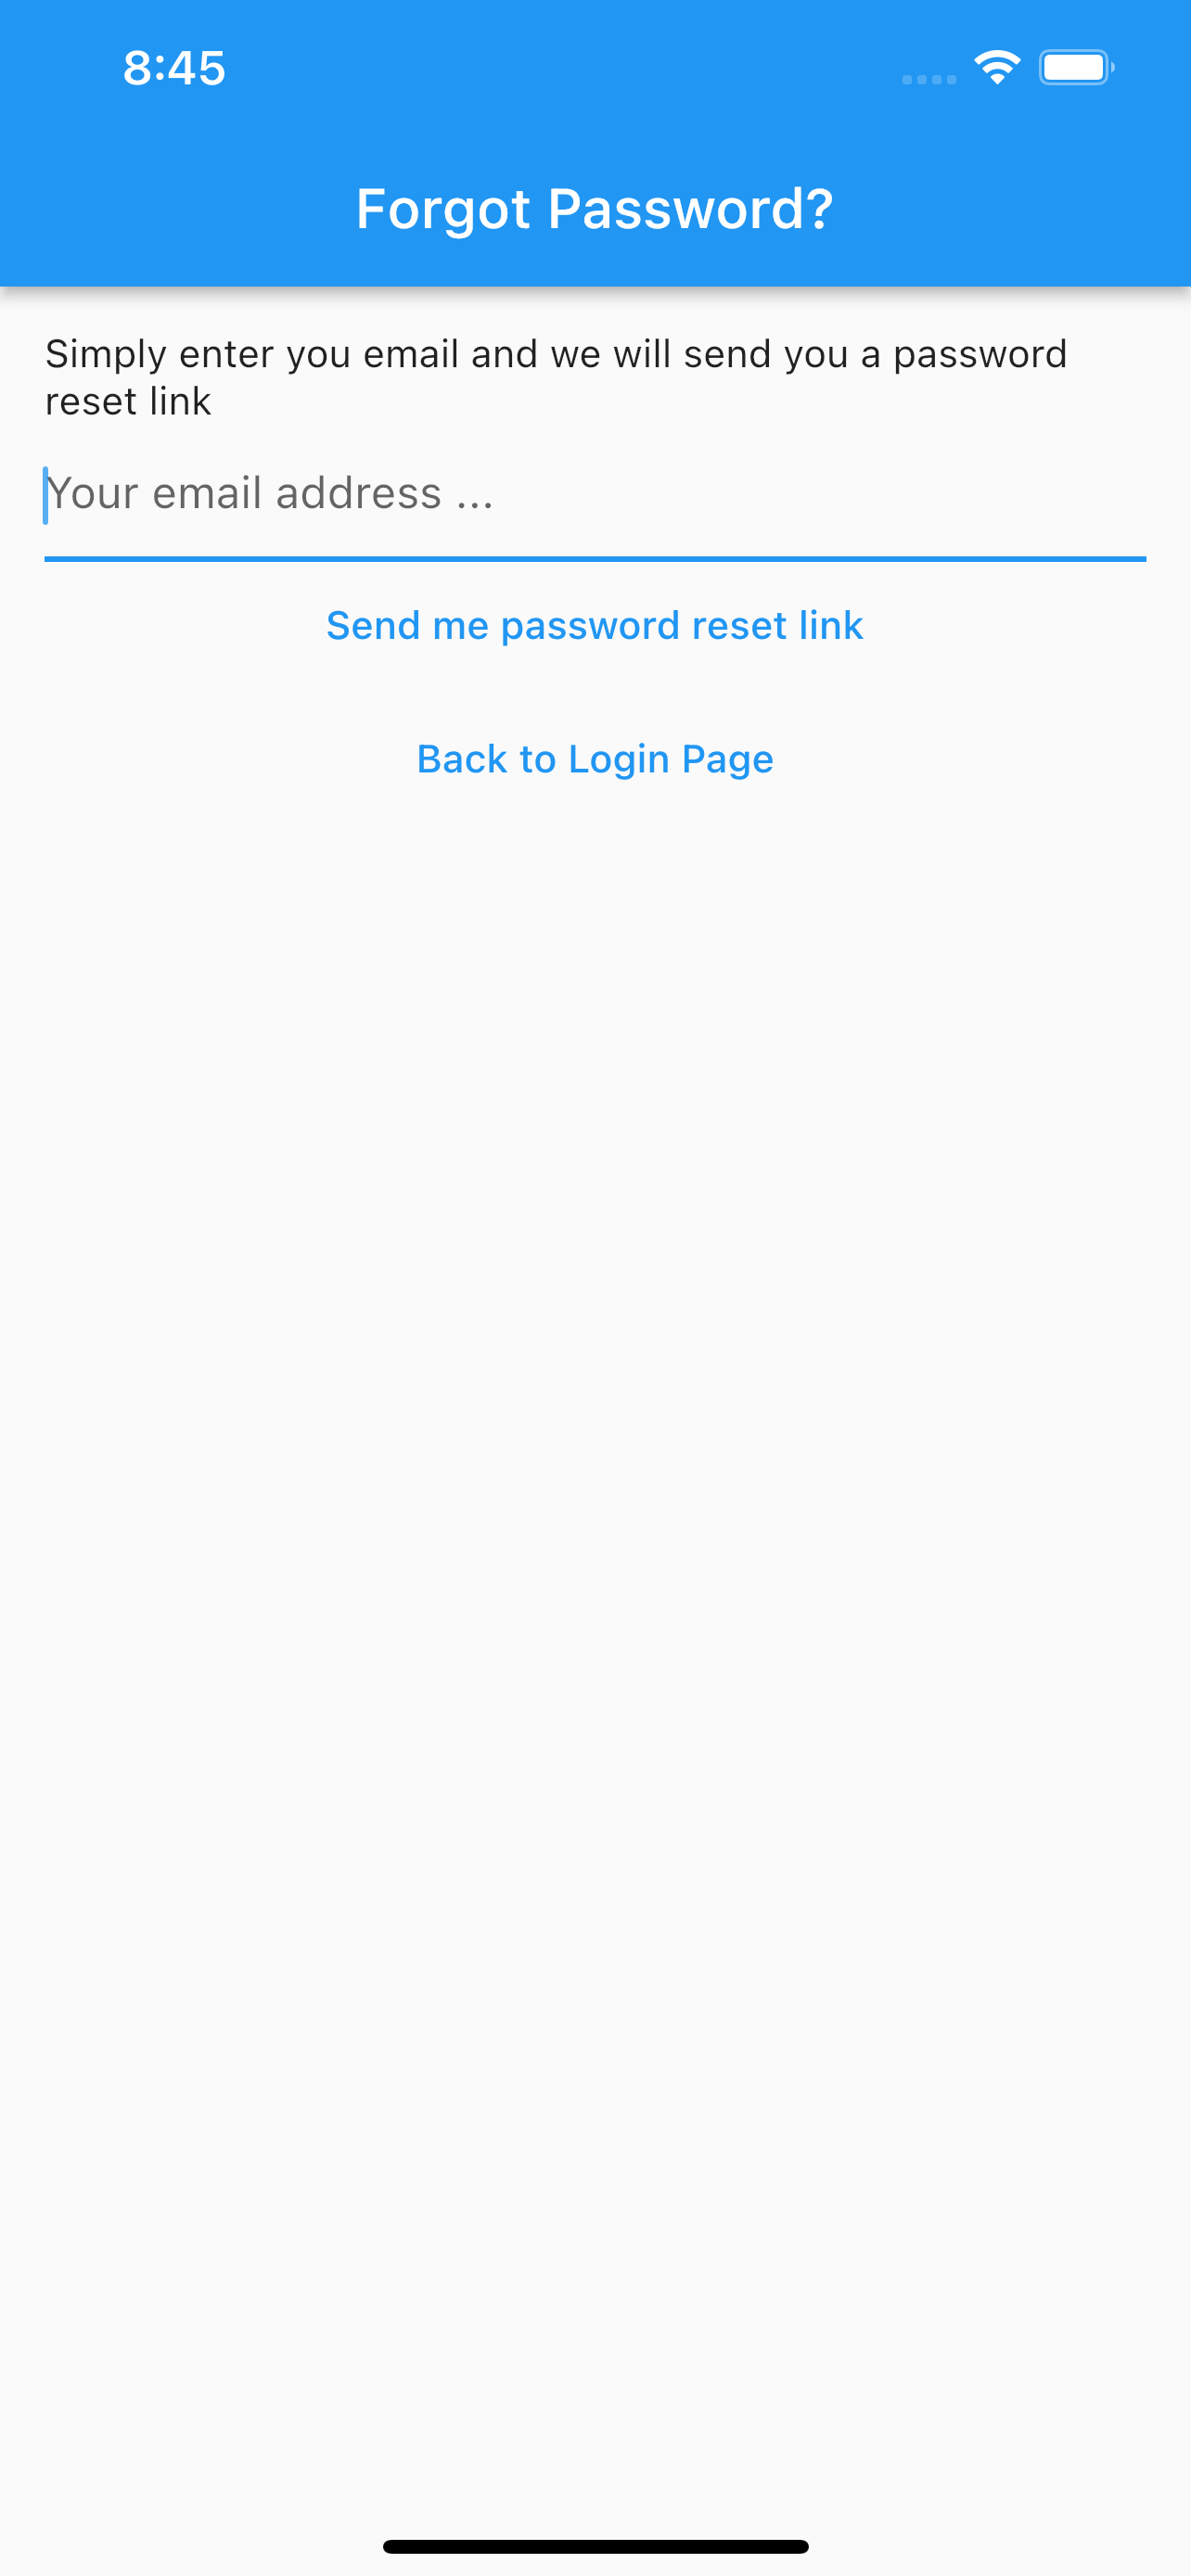 8:45
Forgot Password?
Simply enter you email and we will send you a password
reset link
Your email address ...
Send me password reset link
Back to Login Page